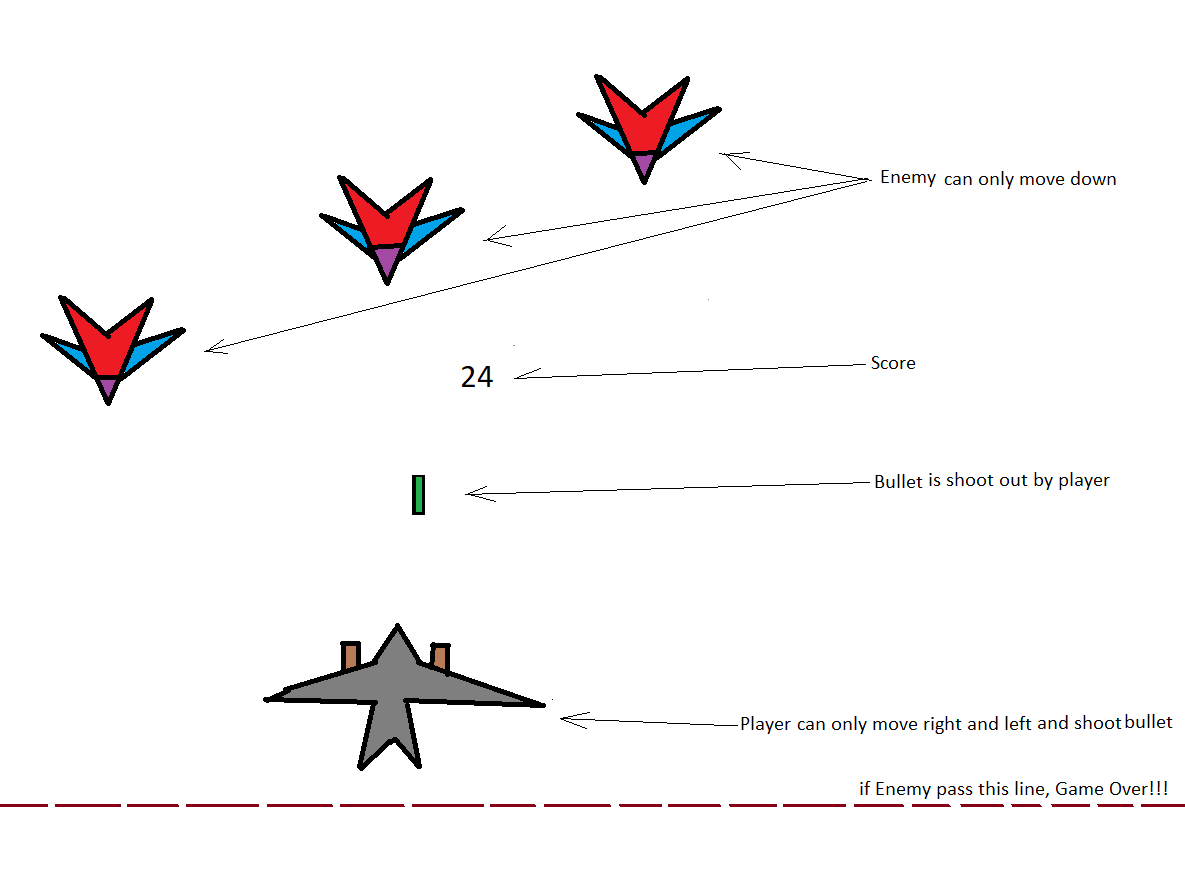 Enemy can only move down
Score
24
Bullet is shoot out by player
Player can only move right and left and shoot bullet
if Enemy pass this line, Game Over!!!